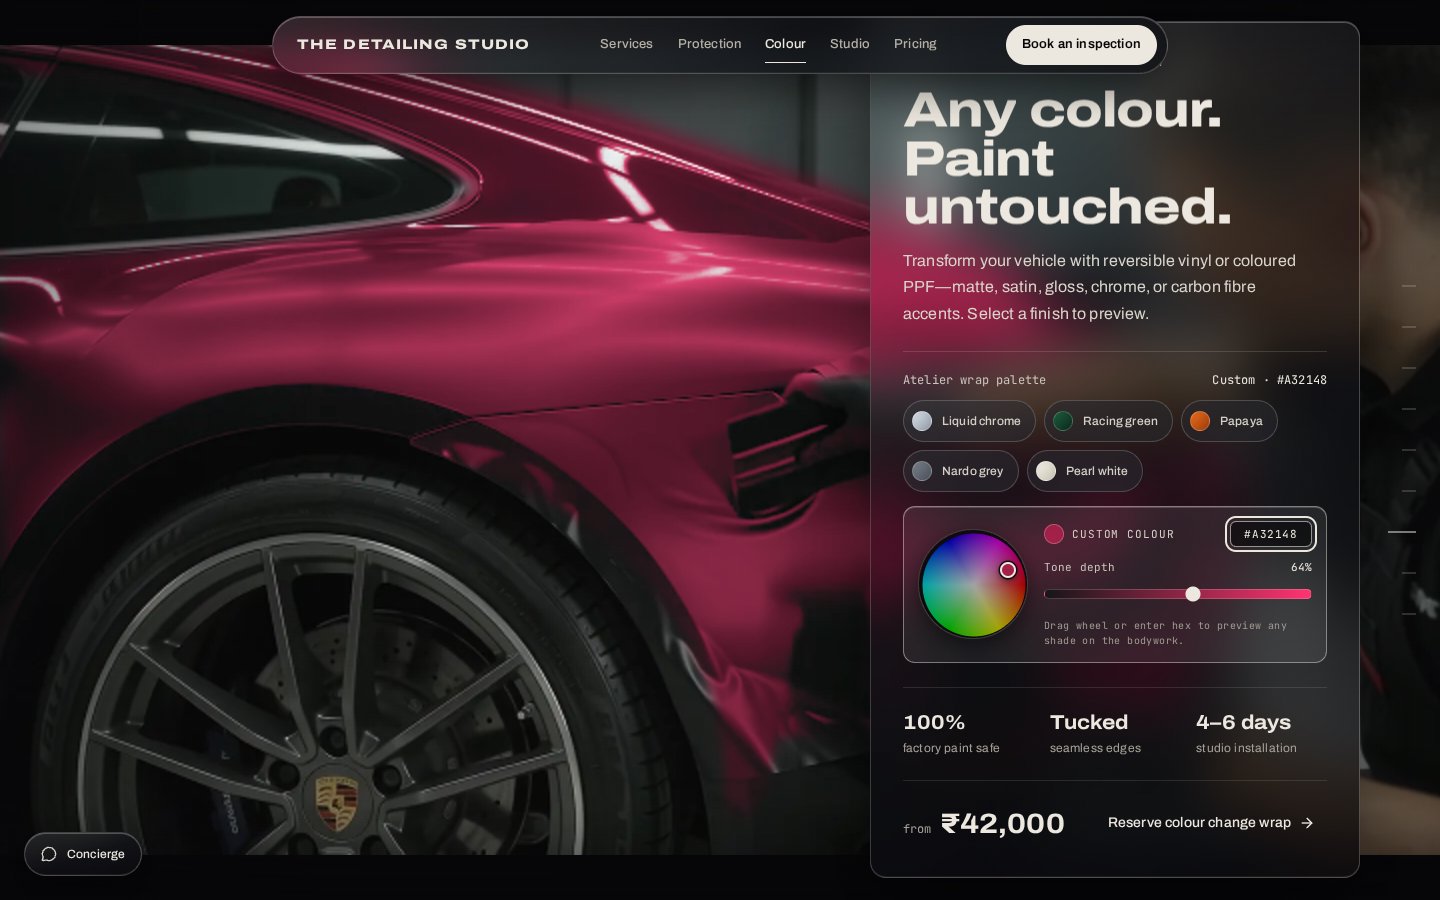 THE DETAILING STUDIO
Services
Protection
Colour
Studio
Pricing
Book an inspection
Any colour.
Paint
untouched.
Transform your vehicle with reversible vinyl or coloured
PPF—matte, satin, gloss, chrome, or carbon fibre
accents. Select a finish to preview.
Atelier wrap palette
Custom · #A32148
Liquid chrome
Racing green
Papaya
Nardo grey
Pearl white
CUSTOM COLOUR
#A32148
Tone depth
64%
Drag wheel or enter hex to preview any
shade on the bodywork.
100%
factory paint safe
Tucked
seamless edges
4–6 days
studio installation
from ₹42,000
Reserve colour change wrap →
Concierge